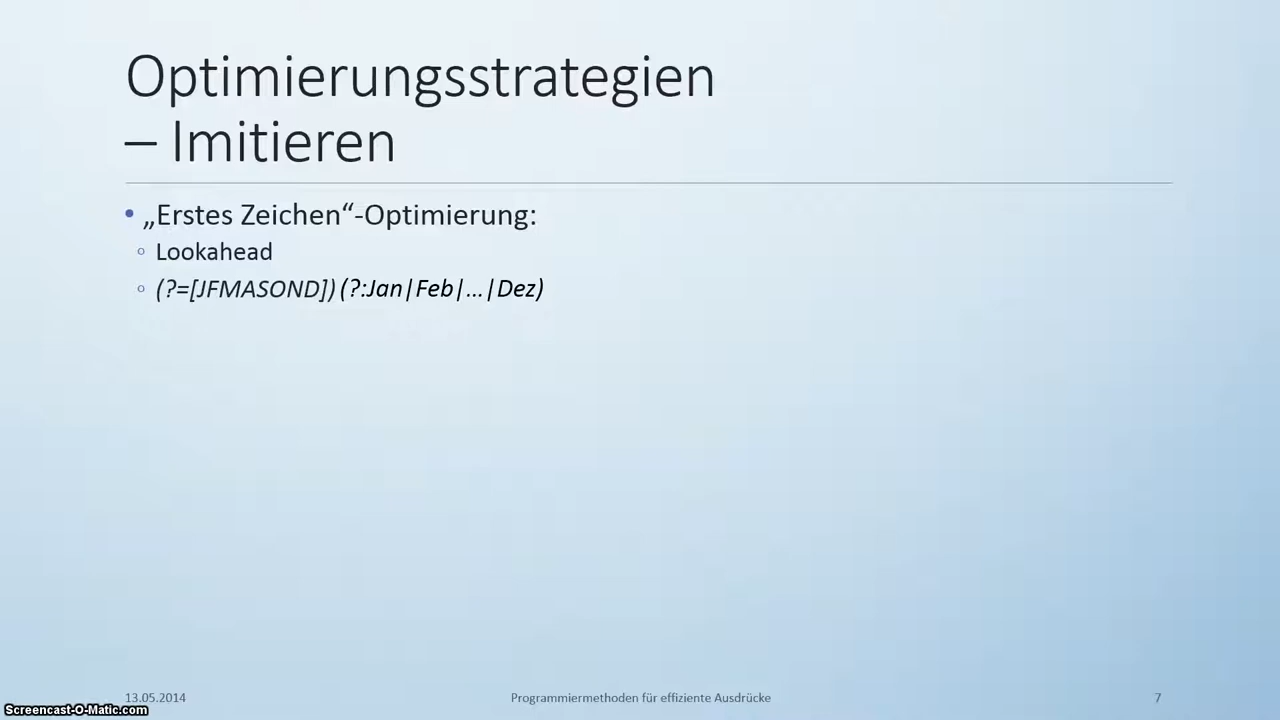 Optimierungsstrategien
– Imitieren
• „Erstes Zeichen“-Optimierung:
◦ Lookahead
◦ (?=[JFMASOND]) (?:Jan|Feb|...|Dez)
13.05.2014 Programmiermethoden für effiziente Ausdrücke 7
Screencast-O-Matic.com